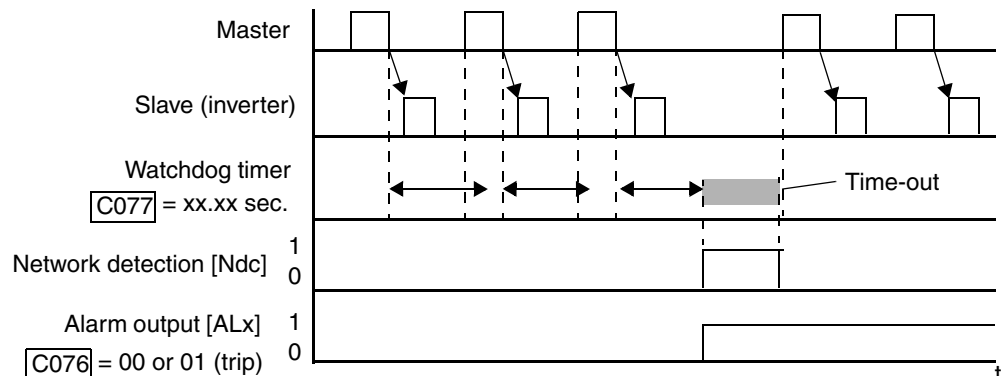 Master
Slave (inverter)
Watchdog timer
C077 = xx.xx sec.
Time-out
Network detection [Ndc]
1
0
Alarm output [ALx]
1
0
C076 = 00 or 01 (trip)
t